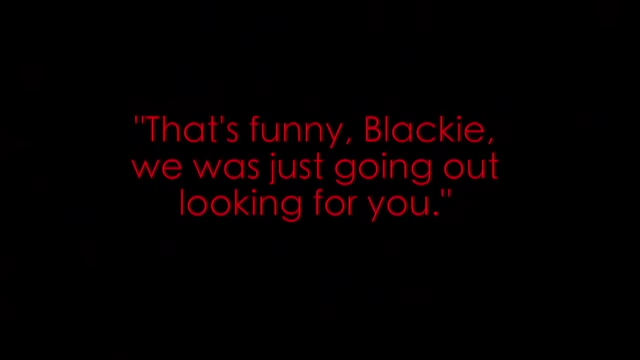 "That's funny, Blackie,
we was just going out
looking for you."